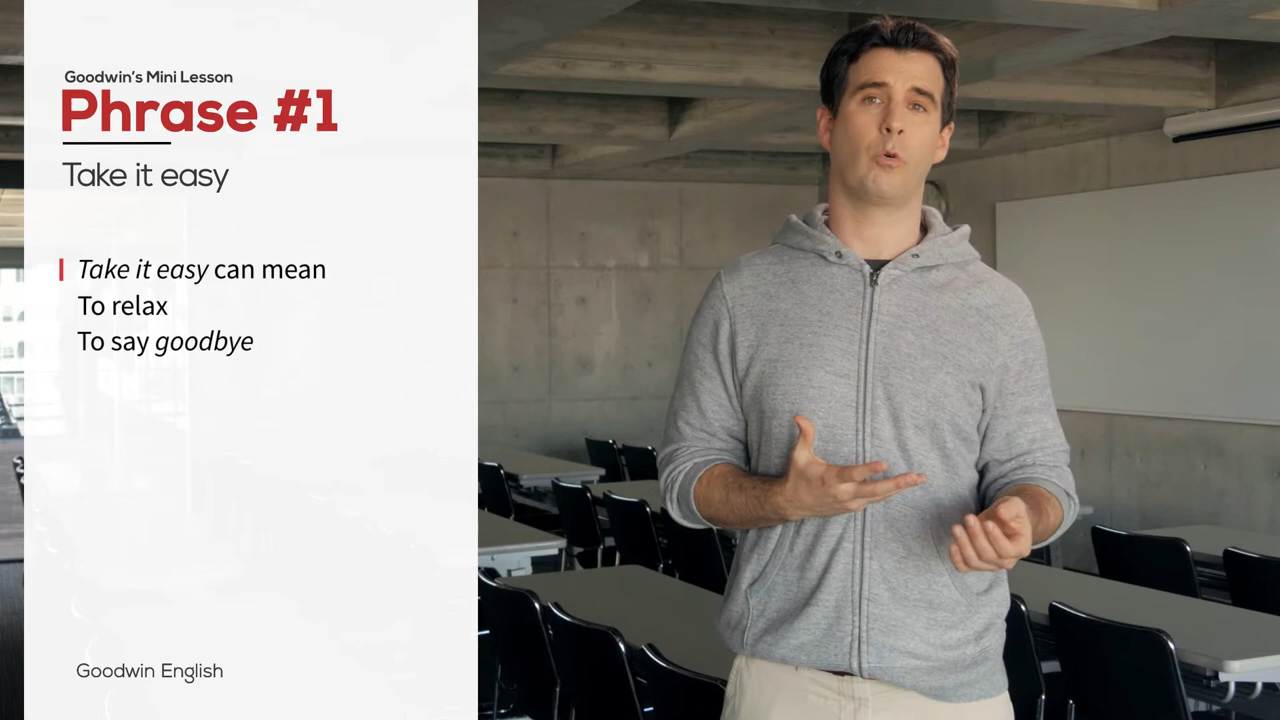 Goodwin's Mini Lesson
Phrase #1
Take it easy
Take it easy can mean
To relax
To say goodbye
Goodwin English